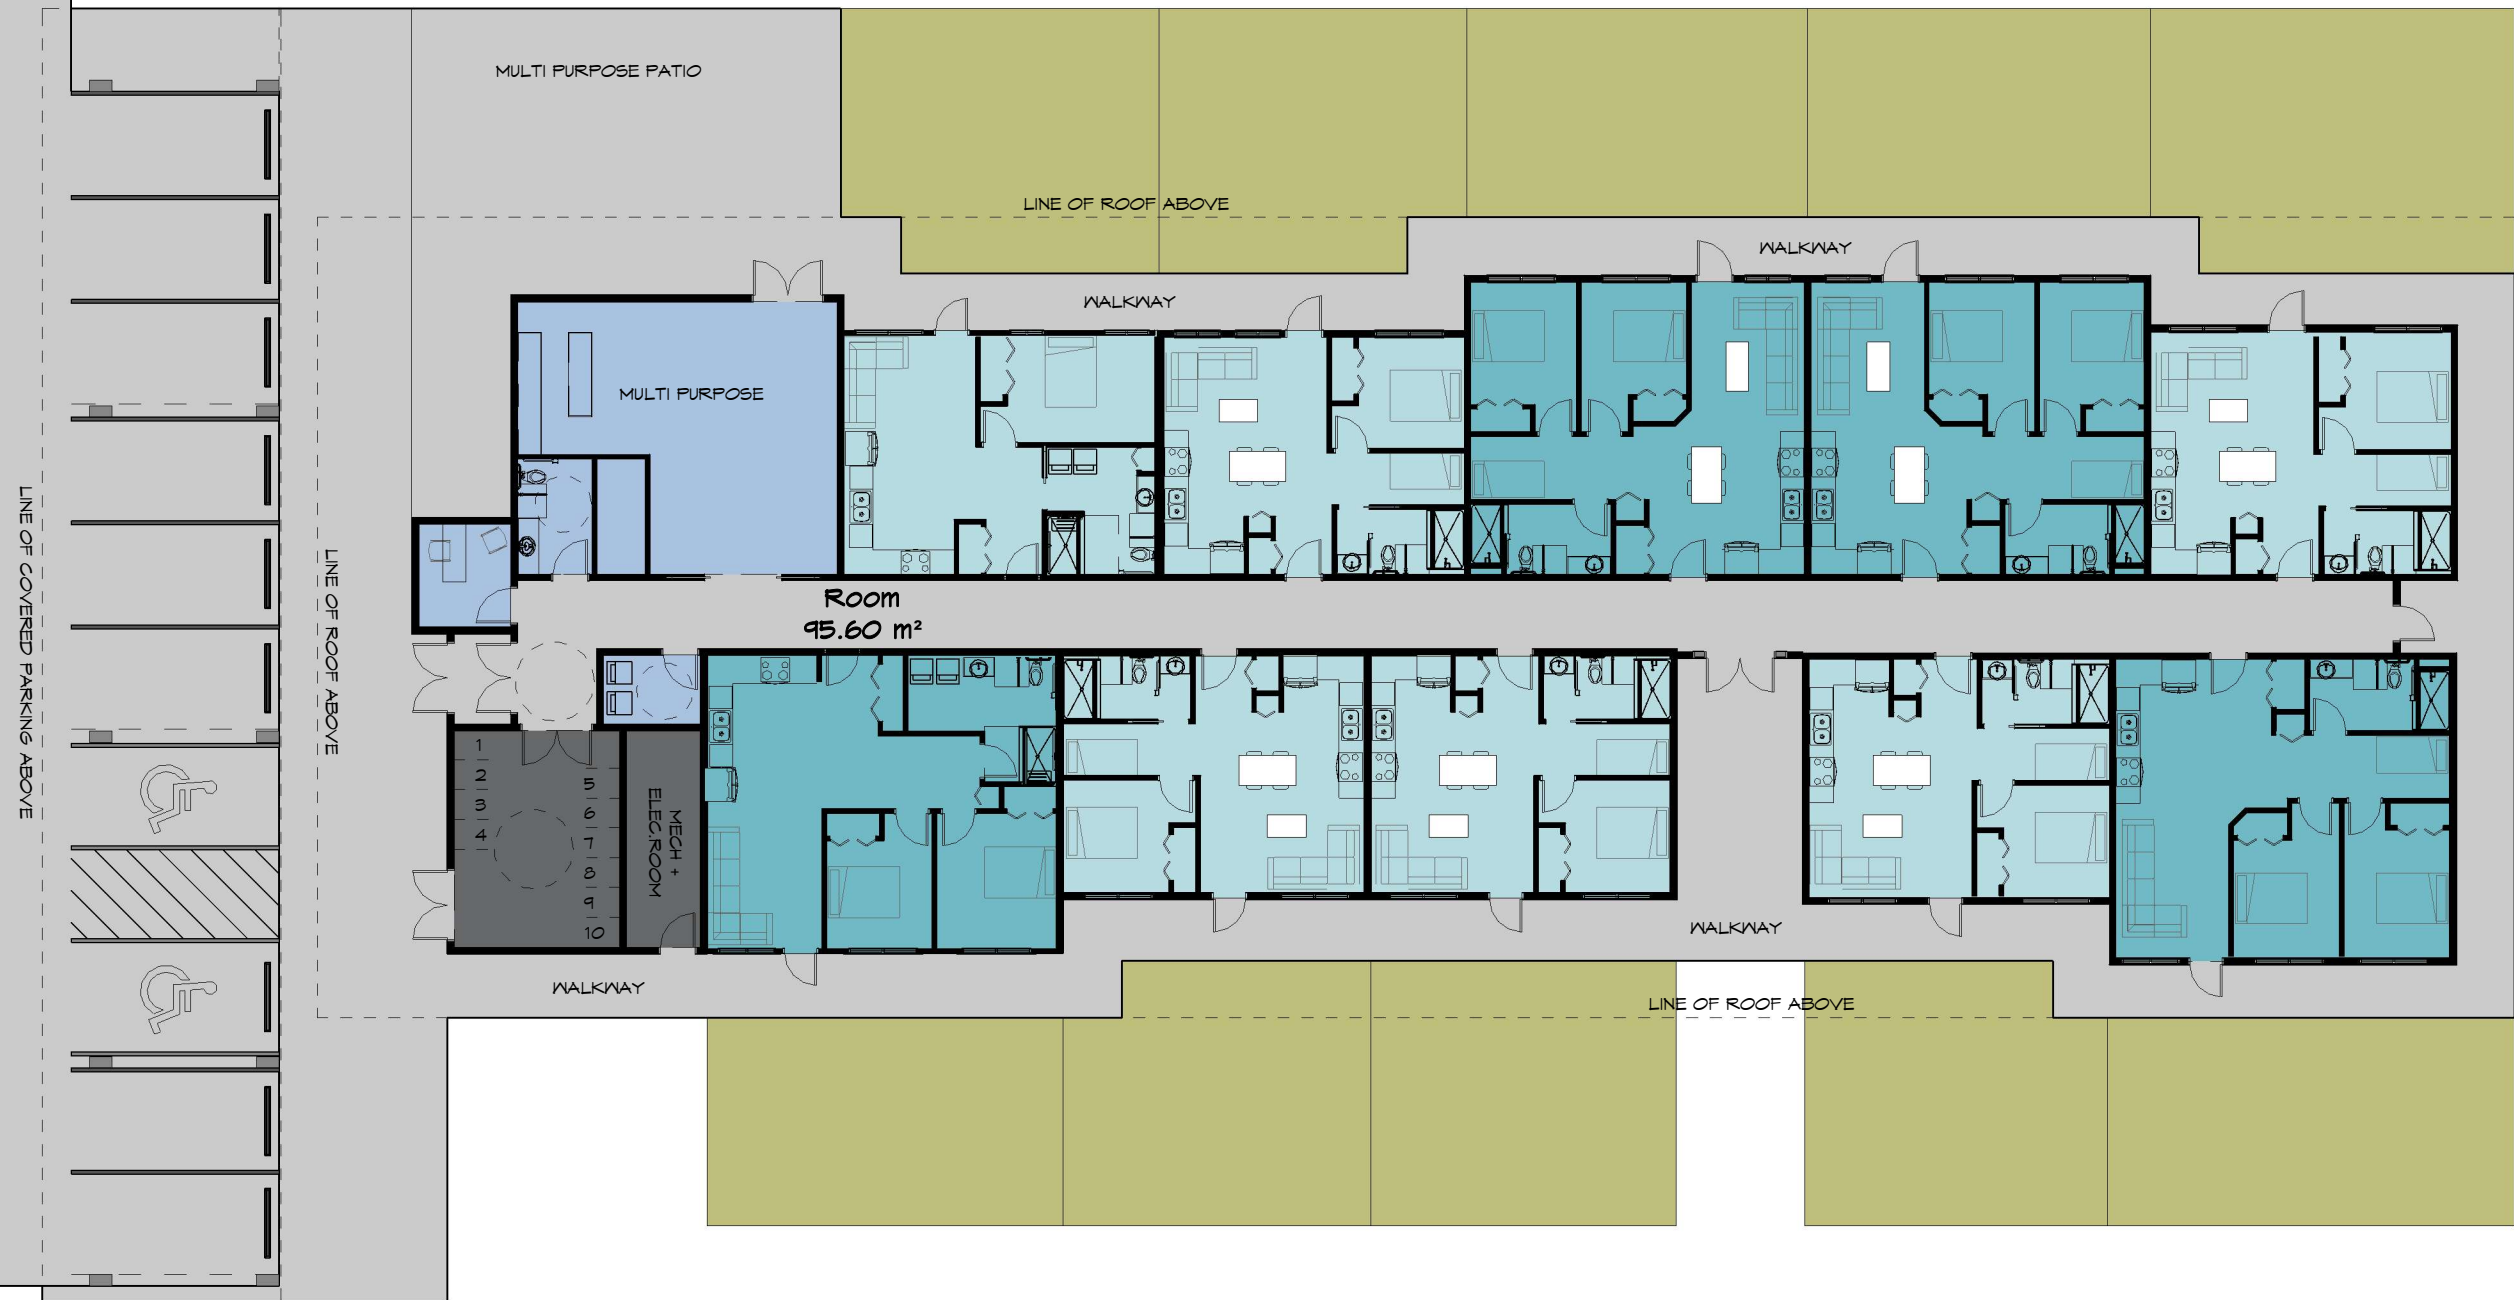 MULTI PURPOSE PATIO
LINE OF ROOF ABOVE
WALKWAY
WALKWAY
MULTI PURPOSE
LINE OF COVERED PARKING ABOVE
LINE OF ROOF ABOVE
Room
95.60 m²
1
2
3
4
5
6
7
8
9
10
MECH +
ELEC.ROOM
WALKWAY
WALKWAY
LINE OF ROOF ABOVE